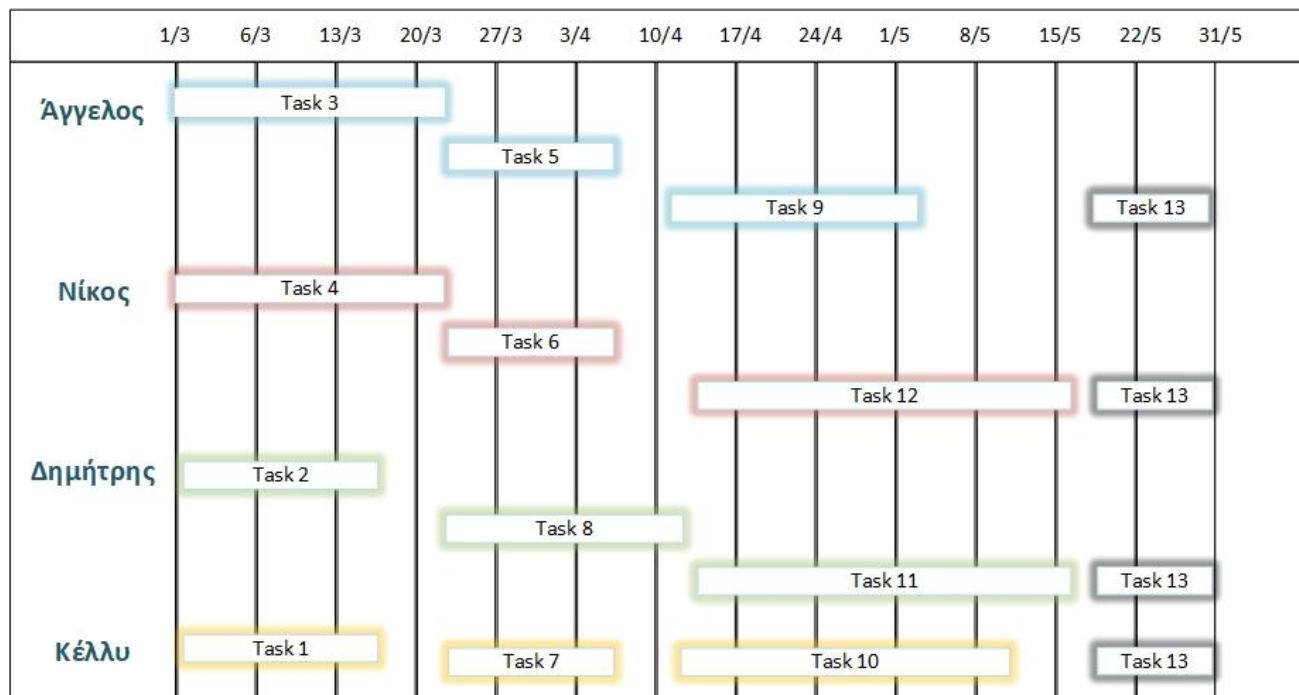 1/3 6/3 13/3 20/3 27/3 3/4 10/4 17/4 24/4 1/5 8/5 15/5 22/5 31/5
Άγγελος
Task 3
Task 5
Task 9 Task 13
Νίκος
Task 4
Task 6
Task 12 Task 13
Δημήτρης
Task 2
Task 8
Task 11 Task 13
Κέλλυ
Task 1
Task 7 Task 10 Task 13